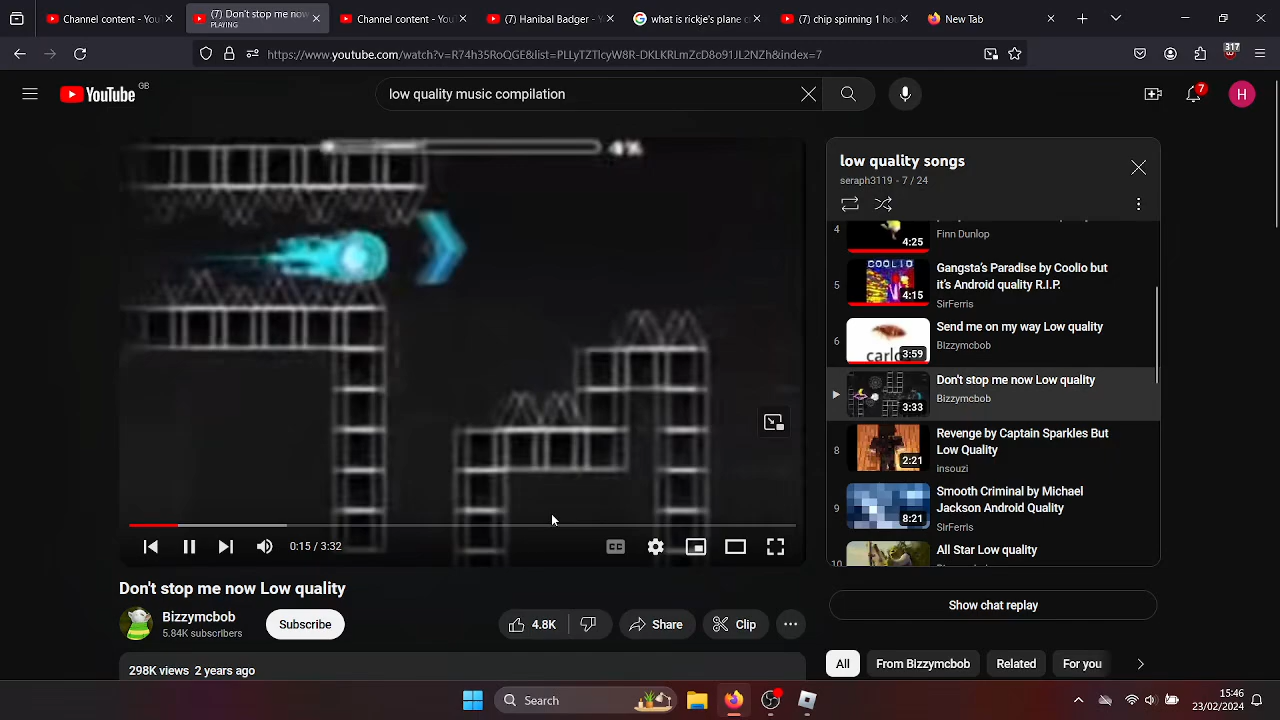 Channel content - You
(7) Don't stop me now
PLAYING
Channel content - You
(7) Hanibal Geiger - Y
what is rickys scene
(7) chip spinning 1 hou
New Tab
https://www.youtube.com/watch?v=R74h35RoQGE&list=PLLyTZTlcyW8R-DKLKRLmZcD8o91JL2NZh&index=7
317
YouTube
GB
low quality music compilation
7
H
4%
low quality songs
seraph3119 - 7 / 24
4
4:25
Finn Dunlop
5
COOLIO
4:15
Gangsta's Paradise by Coolio but
it's Android quality R.I.P.
SirFerris
6
carlo
3:59
Send me on my way Low quality
Bizzymcbob
3:33
Don't stop me now Low quality
Bizzymcbob
8
2:21
Revenge by Captain Sparkles But
Low Quality
insouzi
9
8:21
Smooth Criminal by Michael
Jackson Android Quality
SirFerris
10
All Star Low quality
0:15 / 3:32
CC
Don't stop me now Low quality
Bizzymcbob
5.84K subscribers
Subscribe
4.8K
Share
Clip
Show chat replay
298K views 2 years ago
All
From Bizzymcbob
Related
For you
Search
15:46
23/02/2024